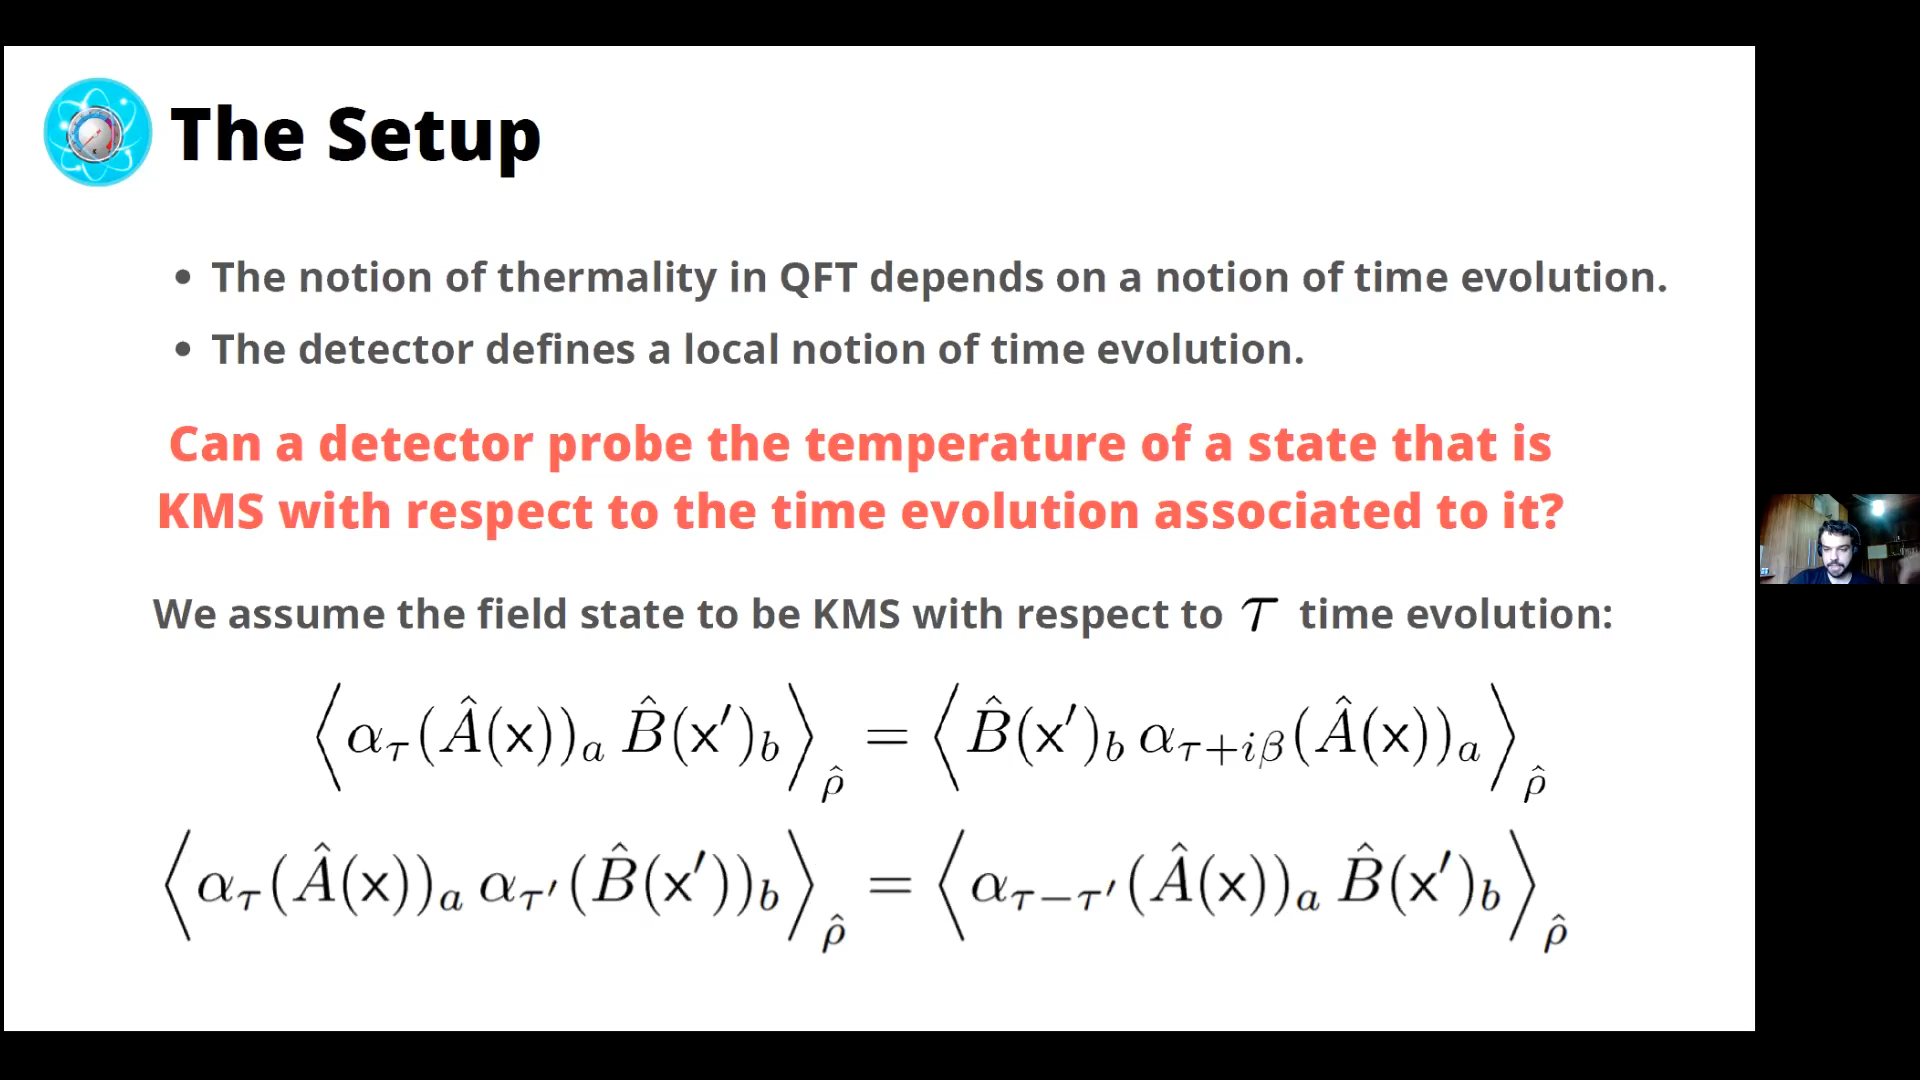 The Setup
• The notion of thermality in QFT depends on a notion of time evolution.
• The detector defines a local notion of time evolution.
Can a detector probe the temperature of a state that is
KMS with respect to the time evolution associated to it?
We assume the field state to be KMS with respect to τ time evolution:
⟨α_τ(Â(x))_a B̂(x′)_b⟩_ρ̂ = ⟨B̂(x′)_b α_{τ+iβ}(Â(x))_a⟩_ρ̂
⟨α_τ(Â(x))_a α_{τ′}(B̂(x′))_b⟩_ρ̂ = ⟨α_{τ−τ′}(Â(x))_a B̂(x′)_b⟩_ρ̂